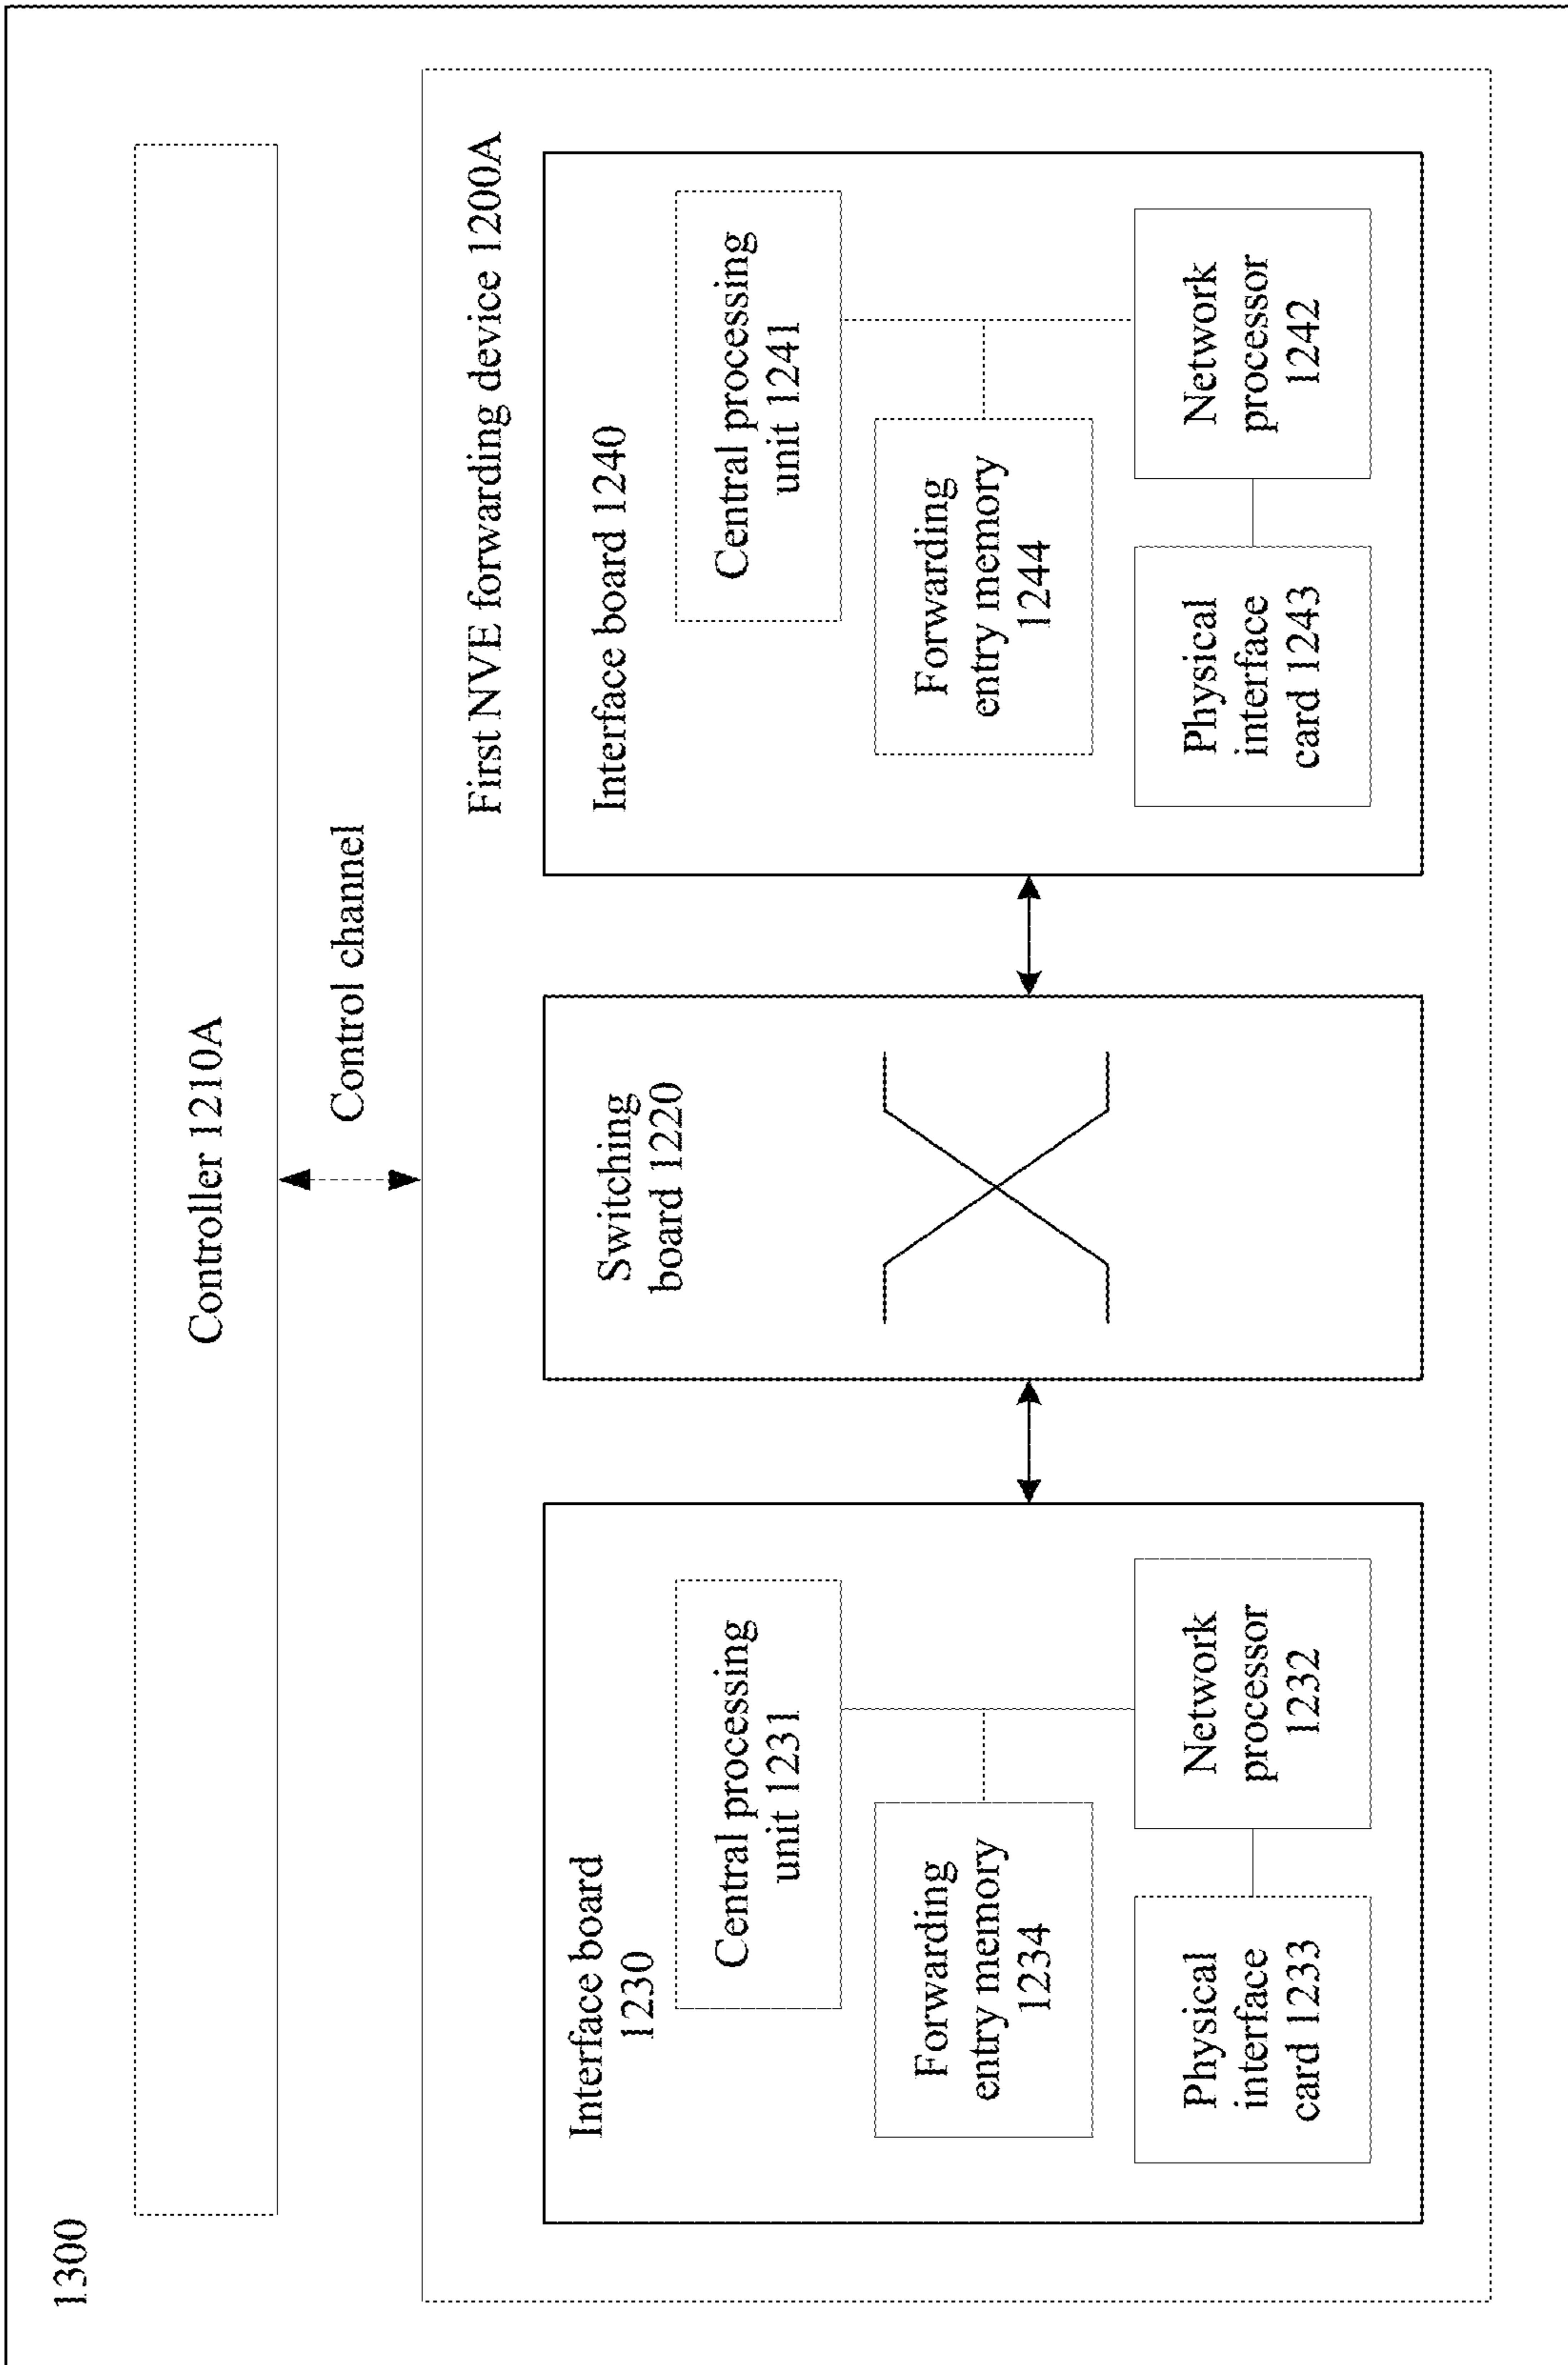 1300
Controller 1210A
Control channel
First NVE forwarding device 1200A
Interface board
1230
Central processing
unit 1231
Forwarding
entry memory
1234
Physical
interface
card 1233
Network
processor
1232
Switching
board 1220
Interface board 1240
Central processing
unit 1241
Forwarding
entry memory
1244
Physical
interface
card 1243
Network
processor
1242